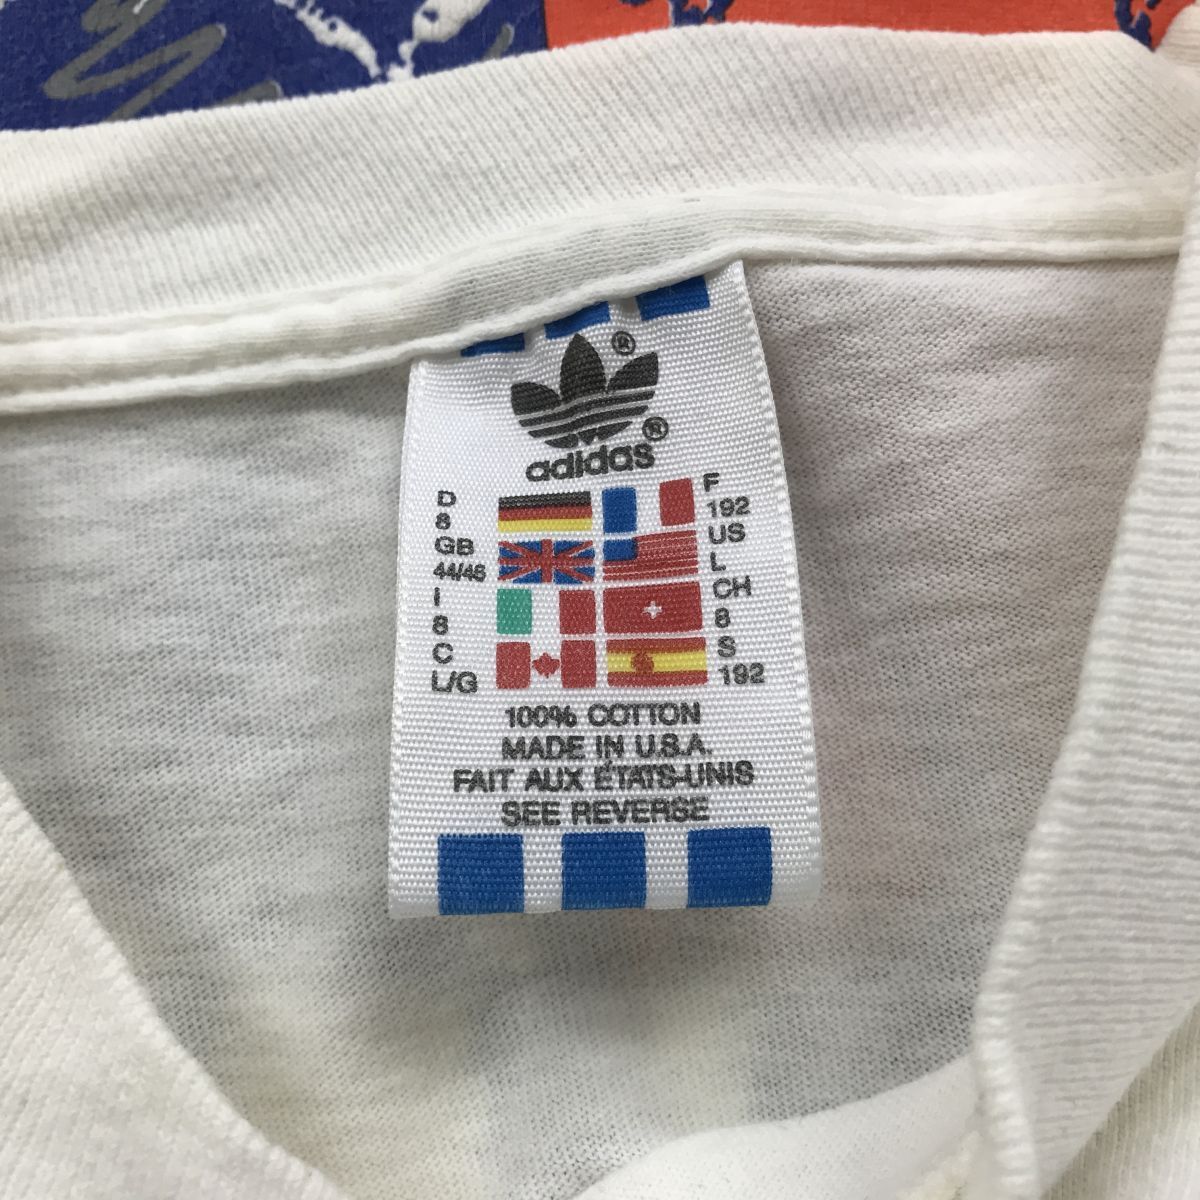 ®
adidas®
D
8
GB
44/46
I
8
C
L/G
F
192
US
L
CH
8
S
192
100% COTTON
MADE IN U.S.A.
FAIT AUX ÉTATS-UNIS
SEE REVERSE